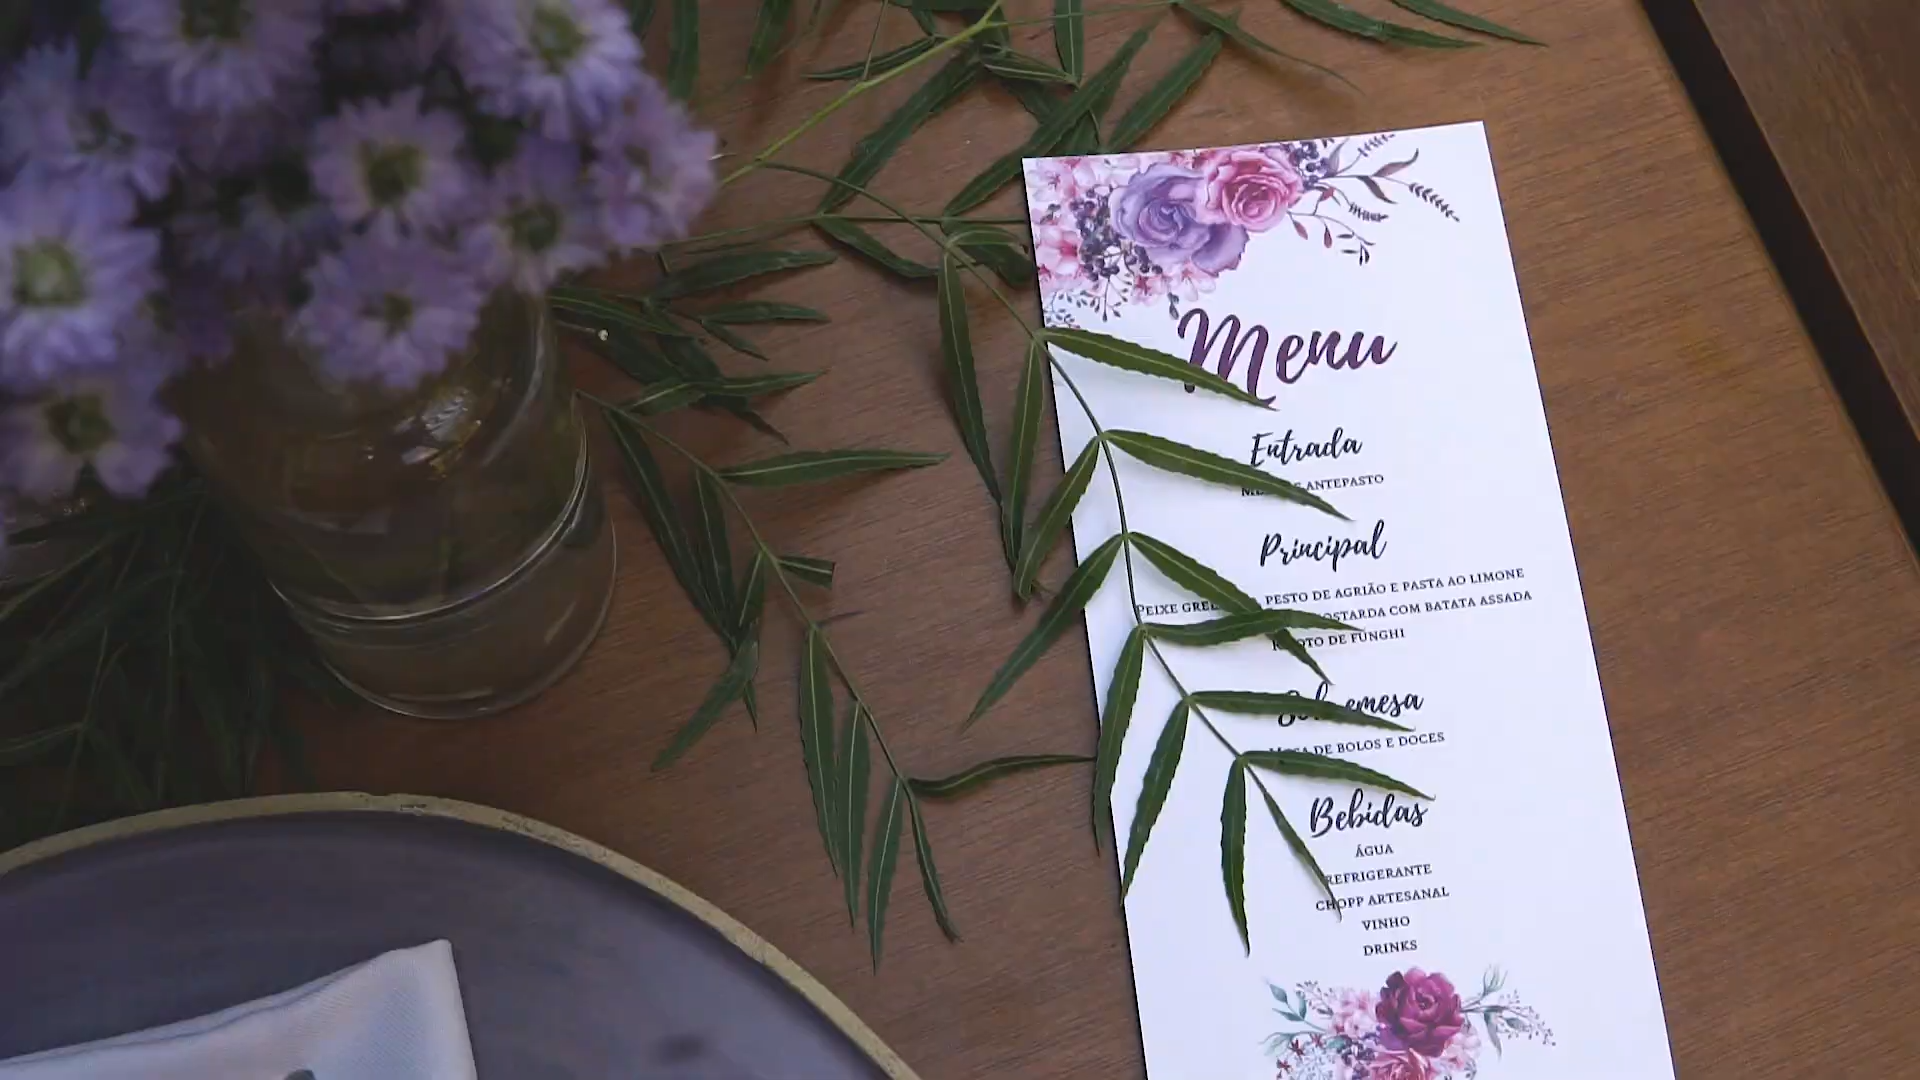 Menu
Entrada
ANTEPASTO
Principal
PEIXE PESTO DE AGRIÃO E PASTA AO LIMONE
COM BATATA ASSADA
DE FUNGHI
DE BOLOS E DOCES
Bebidas
ÁGUA
REFRIGERANTE
CHOPP ARTESANAL
VINHO
DRINKS